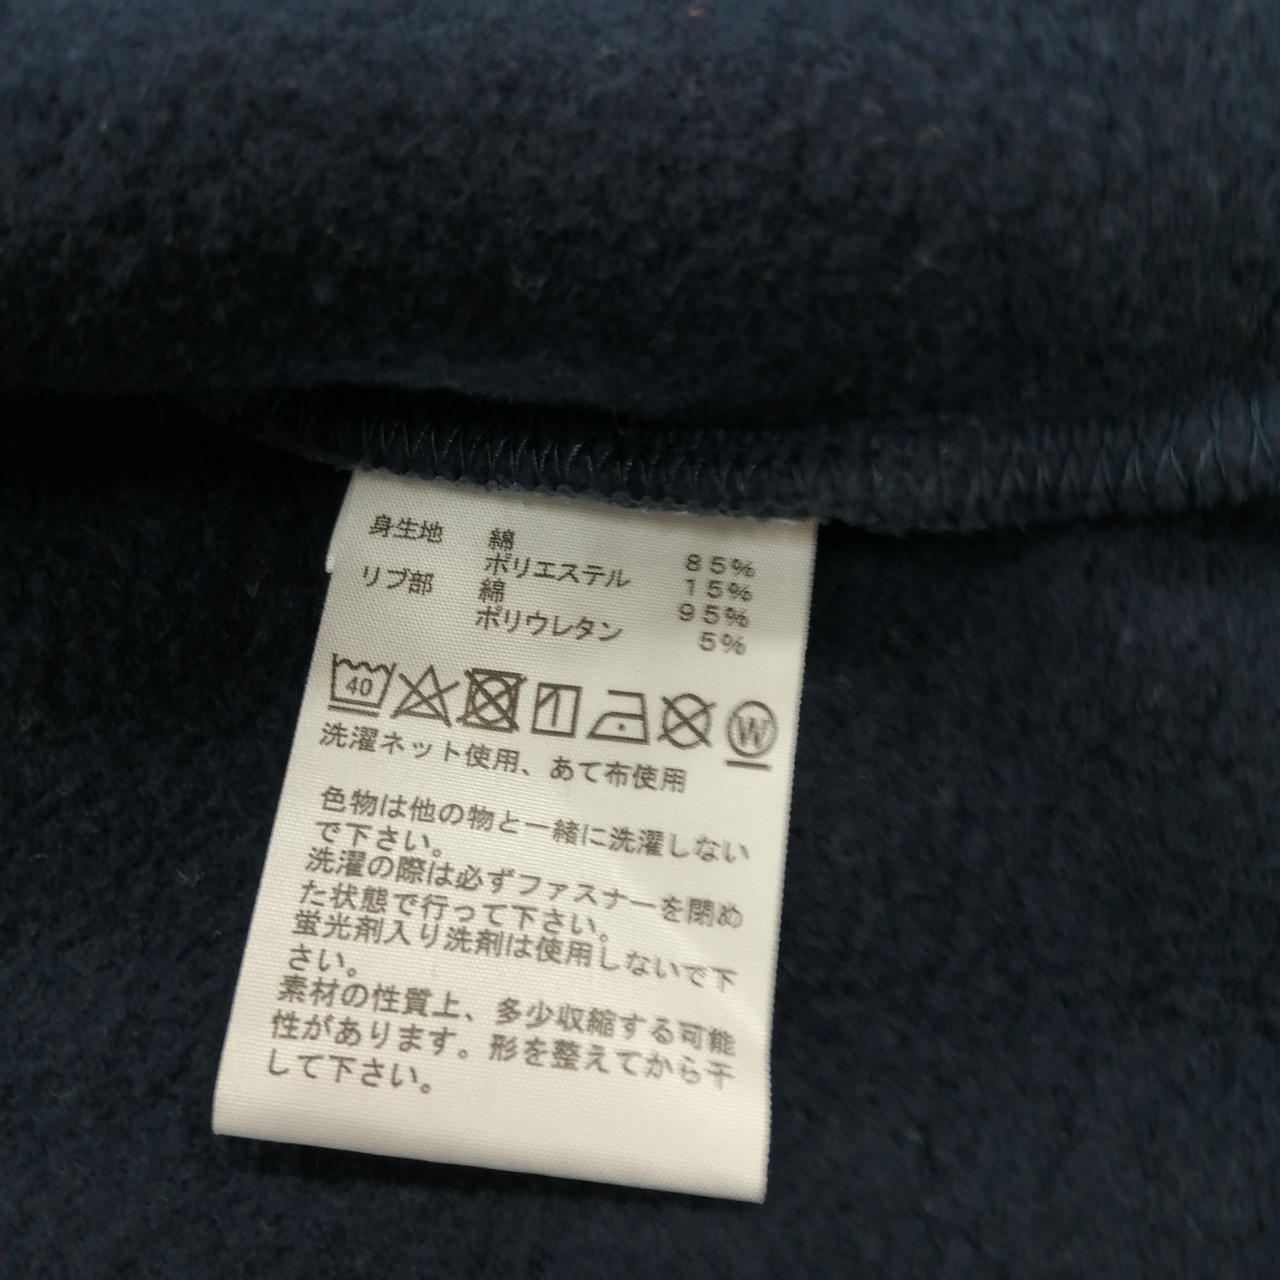 身生地 綿 85%
ポリエステル 15%
リブ部 綿 95%
ポリウレタン 5%
40 W
洗濯ネット使用、あて布使用
色物は他の物と一緒に洗濯しない
で下さい。
洗濯の際は必ずファスナーを閉め
た状態で行って下さい。
蛍光剤入り洗剤は使用しないで下
さい。
素材の性質上、多少収縮する可能
性があります。形を整えてから干
して下さい。